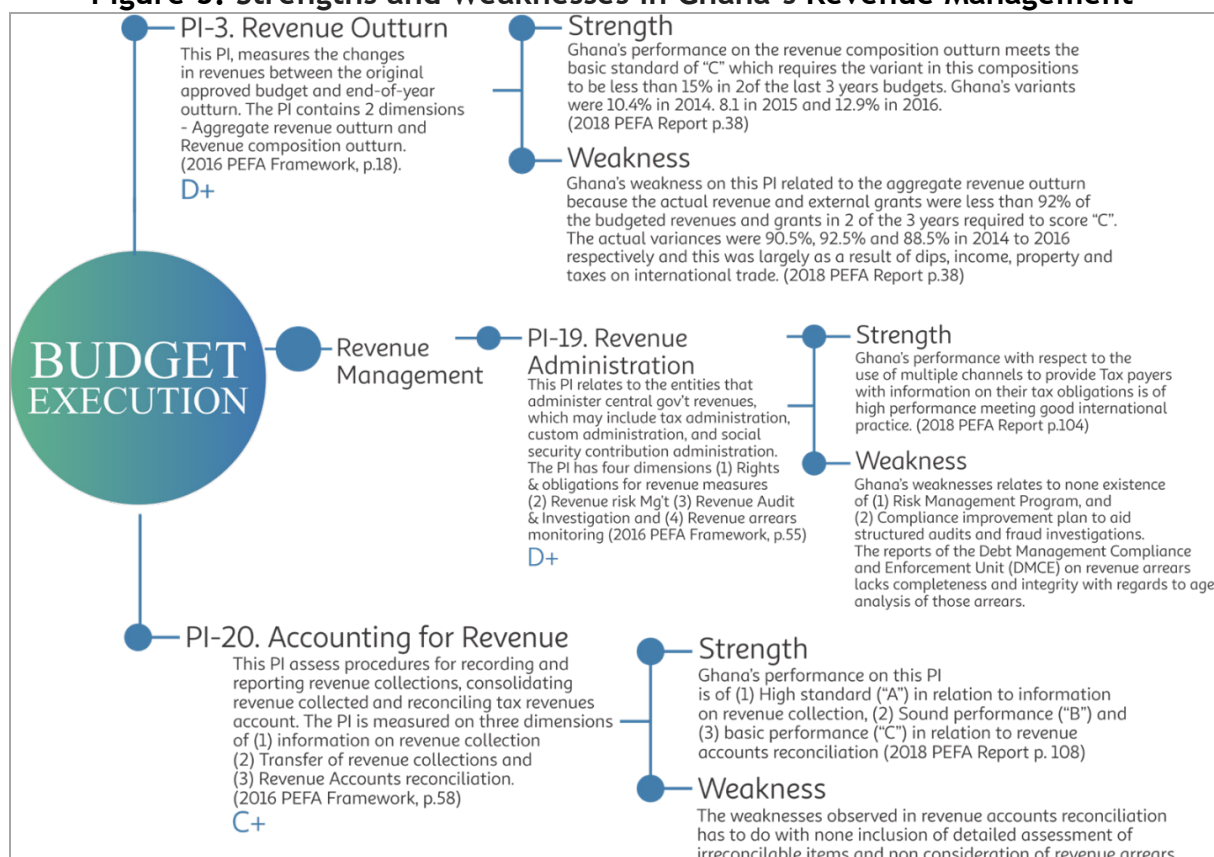 Figure 5: Strengths and Weaknesses in Ghana's Revenue Management
PI-3. Revenue Outturn
This PI, measures the changes
in revenues between the original
approved budget and end-of-year
outturn. The PI contains 2 dimensions
- Aggregate revenue outturn and
Revenue composition outturn.
(2016 PEFA Framework, p.18).
D+
Strength
Ghana's performance on the revenue composition outturn meets the
basic standard of “C” which requires the variant in this compositions
to be less than 15% in 2of the last 3 years budgets. Ghana's variants
were 10.4% in 2014. 8.1 in 2015 and 12.9% in 2016.
(2018 PEFA Report p.38)
Weakness
Ghana's weakness on this PI related to the aggregate revenue outturn
because the actual revenue and external grants were less than 92% of
the budgeted revenues and grants in 2 of the 3 years required to score “C”.
The actual variances were 90.5%, 92.5% and 88.5% in 2014 to 2016
respectively and this was largely as a result of dips, income, property and
taxes on international trade. (2018 PEFA Report p.38)
BUDGET
EXECUTION
Revenue
Management
PI-19. Revenue
Administration
This PI relates to the entities that
administer central gov't revenues,
which may include tax administration,
custom administration, and social
security contribution administration.
The PI has four dimensions (1) Rights
& obligations for revenue measures
(2) Revenue risk Mg't (3) Revenue Audit
& Investigation and (4) Revenue arrears
monitoring (2016 PEFA Framework, p.55)
D+
Strength
Ghana's performance with respect to the
use of multiple channels to provide Tax payers
with information on their tax obligations is of
high performance meeting good international
practice. (2018 PEFA Report p.104)
Weakness
Ghana's weaknesses relates to none existence
of (1) Risk Management Program, and
(2) Compliance improvement plan to aid
structured audits and fraud investigations.
The reports of the Debt Management Compliance
and Enforcement Unit (DMCE) on revenue arrears
lacks completeness and integrity with regards to age
analysis of those arrears.
PI-20. Accounting for Revenue
This PI assess procedures for recording and
reporting revenue collections, consolidating
revenue collected and reconciling tax revenues
account. The PI is measured on three dimensions
of (1) information on revenue collection
(2) Transfer of revenue collections and
(3) Revenue Accounts reconciliation.
(2016 PEFA Framework, p.58)
C+
Strength
Ghana's performance on this PI
is of (1) High standard (“A”) in relation to information
on revenue collection, (2) Sound performance (“B”) and
(3) basic performance (“C”) in relation to revenue
accounts reconciliation (2018 PEFA Report p. 108)
Weakness
The weaknesses observed in revenue accounts reconciliation
has to do with none inclusion of detailed assessment of
irreconcilable items and non consideration of revenue arrears